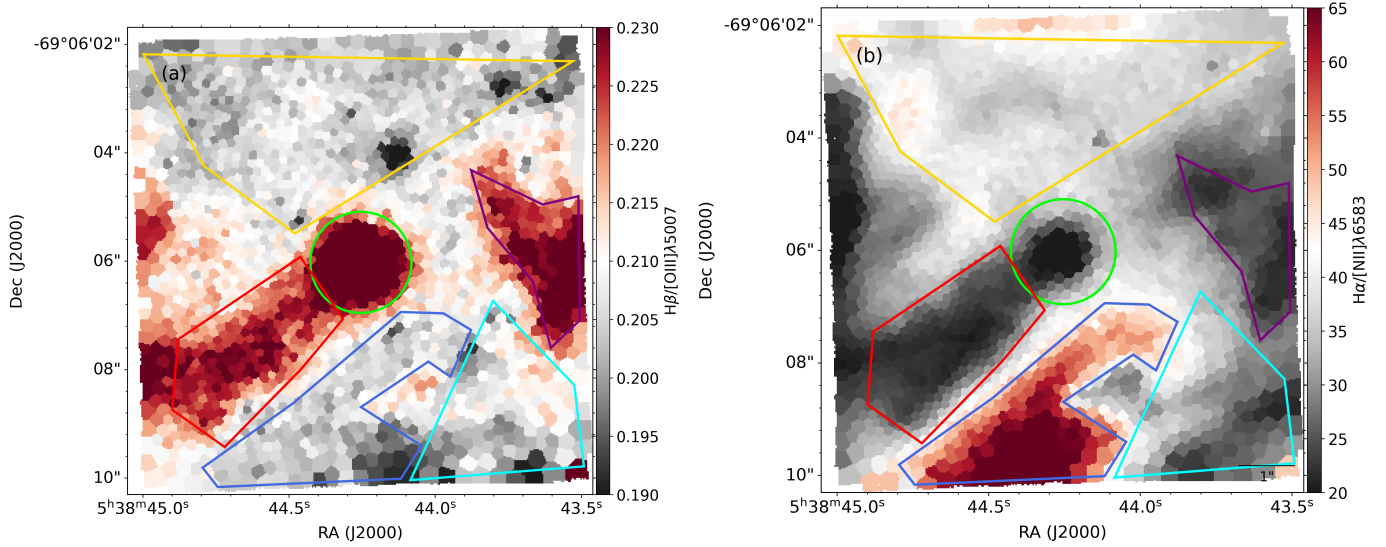 (a)
-69°06'02"
04"
06"
08"
10"
Dec (J2000)
5ʰ38ᵐ45.0ˢ
44.5ˢ
44.0ˢ
43.5ˢ
RA (J2000)
0.230
0.225
0.220
0.215
0.210
0.205
0.200
0.195
0.190
Hβ/[OIII]λ5007
(b)
-69°06'02"
04"
06"
08"
10"
Dec (J2000)
1"
5ʰ38ᵐ45.0ˢ
44.5ˢ
44.0ˢ
43.5ˢ
RA (J2000)
65
60
55
50
45
40
35
30
25
20
Hα/[NII]λ6583